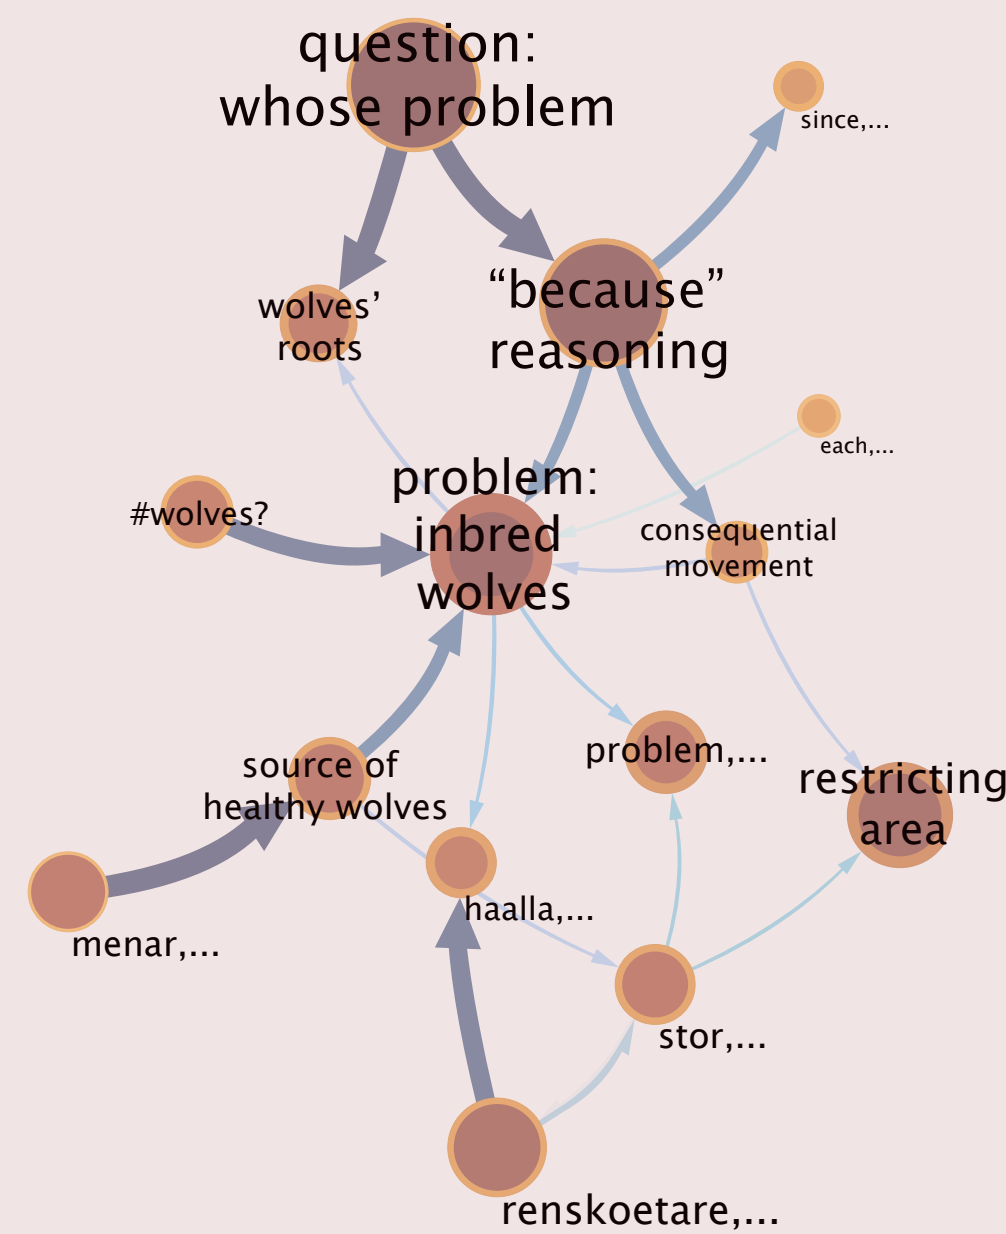 question:
whose problem
since,...
wolves'
roots
“because”
reasoning
each,...
problem:
inbred
wolves
#wolves?
consequential
movement
source of
healthy wolves
problem,...
restricting
area
haalla,...
menar,...
stor,...
renskoetare,...